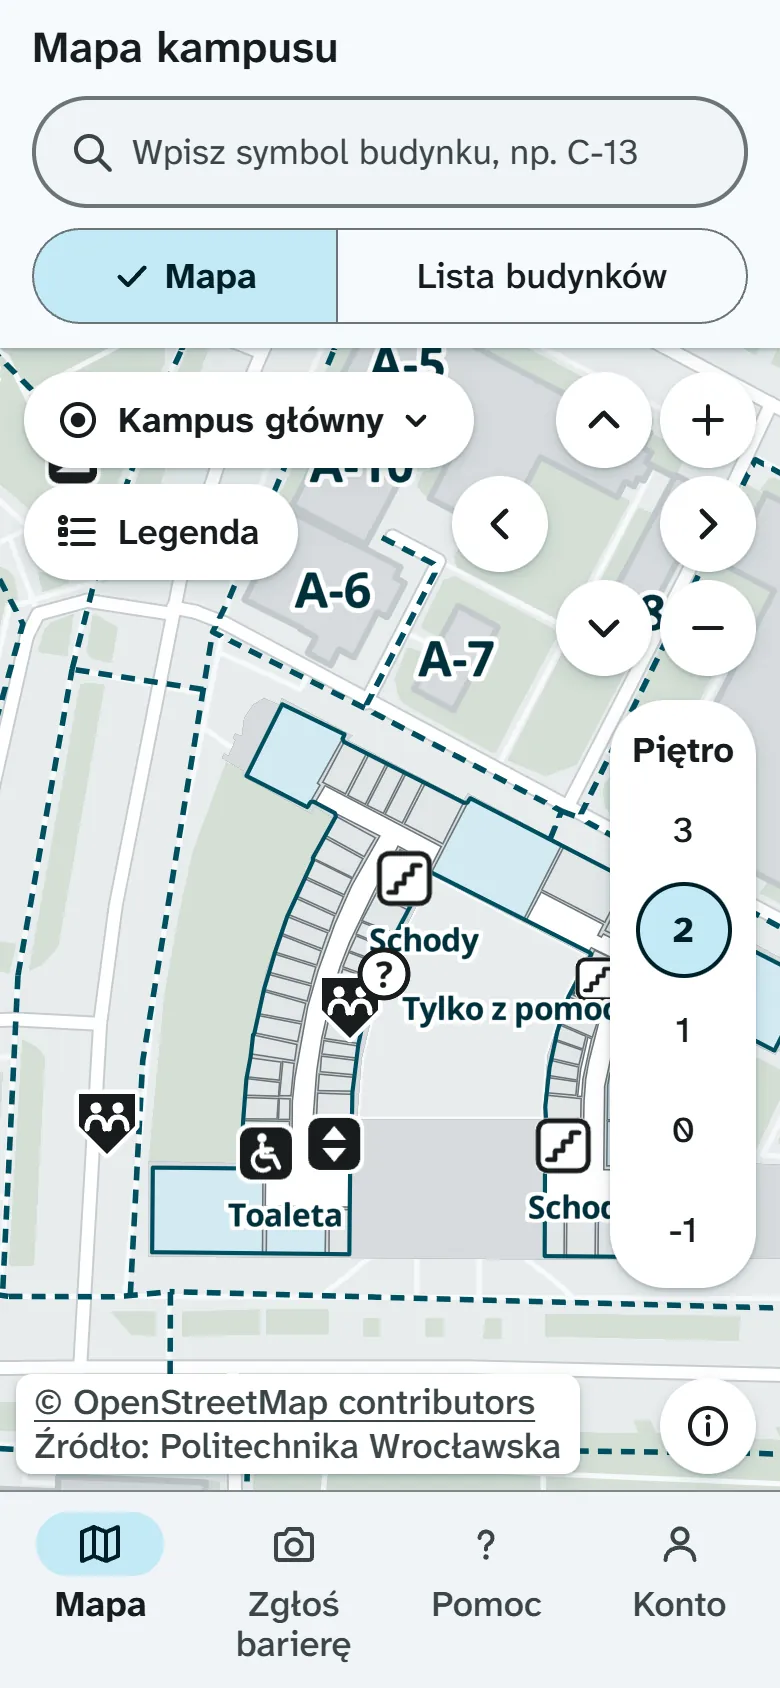 Mapa kampusu
Wpisz symbol budynku, np. C-13
Mapa
Lista budynków
A-5
Kampus główny
A-10
Legenda
A-6
8
A-7
Piętro
3
2
1
0
-1
Schody
?
Tylko z pomoc
Schod
Toaleta
© OpenStreetMap contributors
Źródło: Politechnika Wrocławska
Mapa
Zgłoś
barierę
Pomoc
Konto